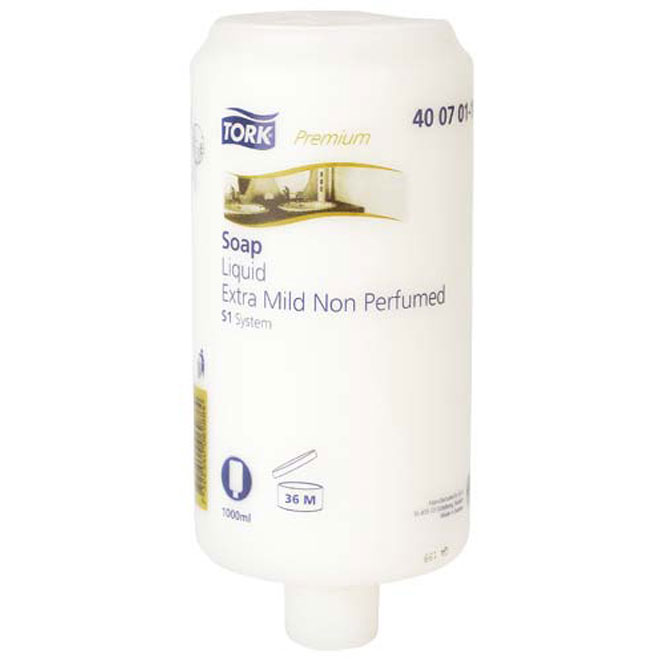 TORK Premium 40 07 01-
Soap
Liquid
Extra Mild Non Perfumed
S1 System
36 M
1000ml